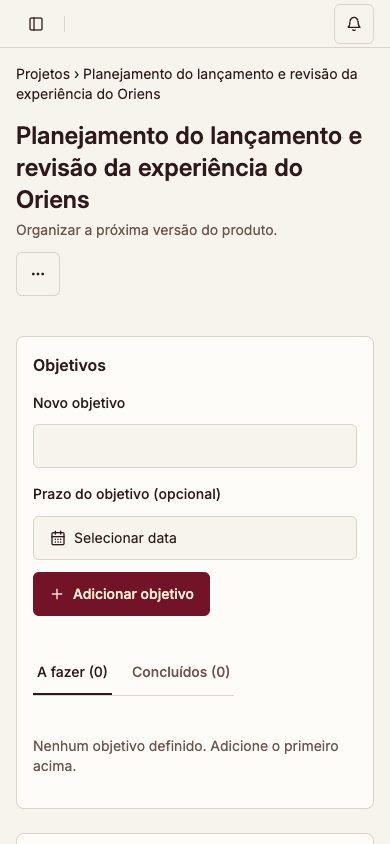 Projetos › Planejamento do lançamento e revisão da
experiência do Oriens
Planejamento do lançamento e
revisão da experiência do
Oriens
Organizar a próxima versão do produto.
...
Objetivos
Novo objetivo
Prazo do objetivo (opcional)
Selecionar data
+ Adicionar objetivo
A fazer (0) Concluídos (0)
Nenhum objetivo definido. Adicione o primeiro
acima.